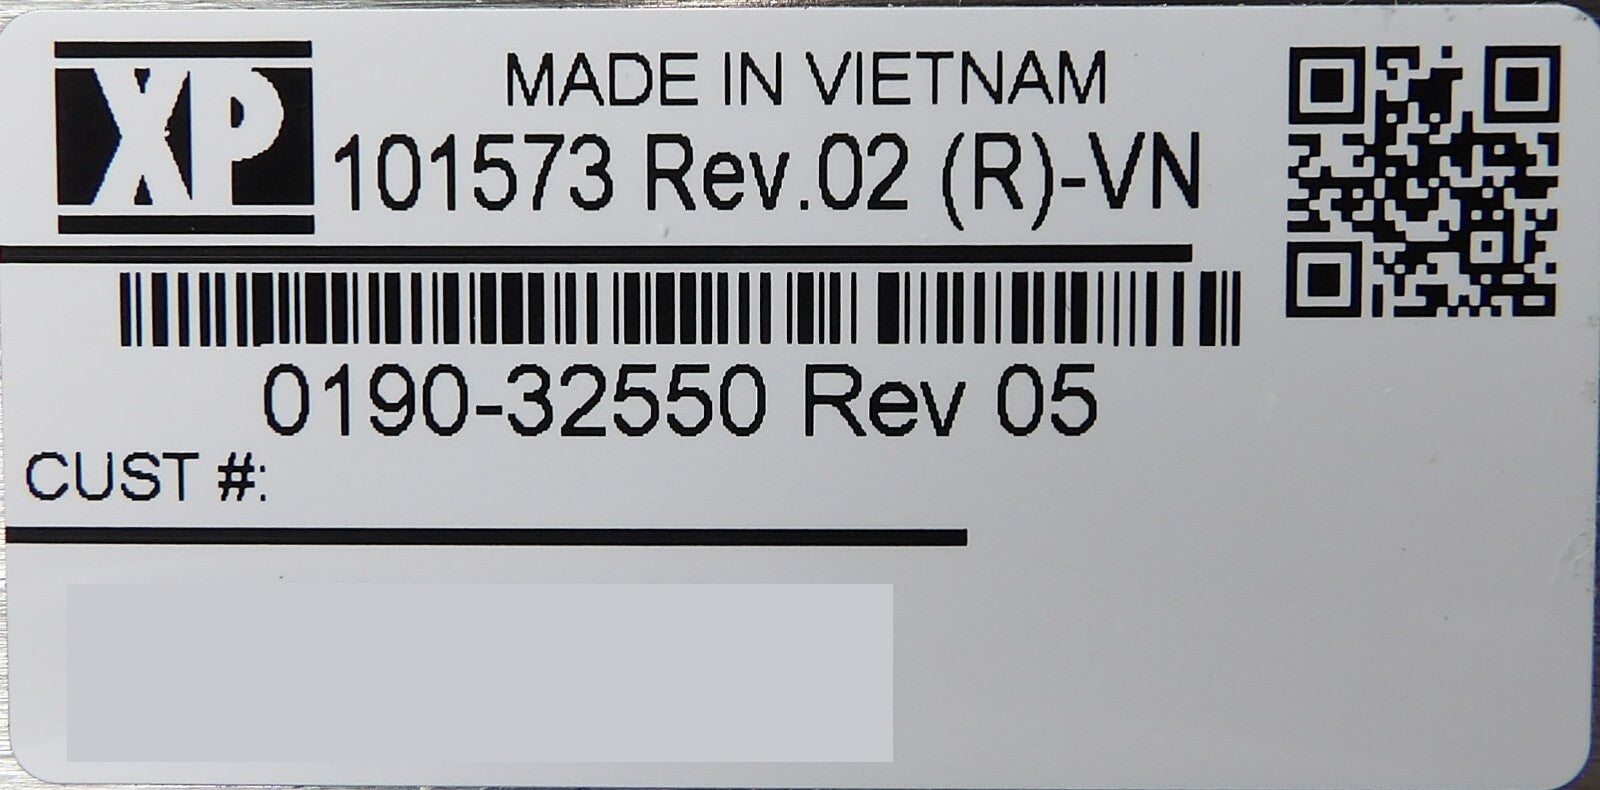 XP
MADE IN VIETNAM
101573 Rev.02 (R)-VN
0190-32550 Rev 05
CUST #: